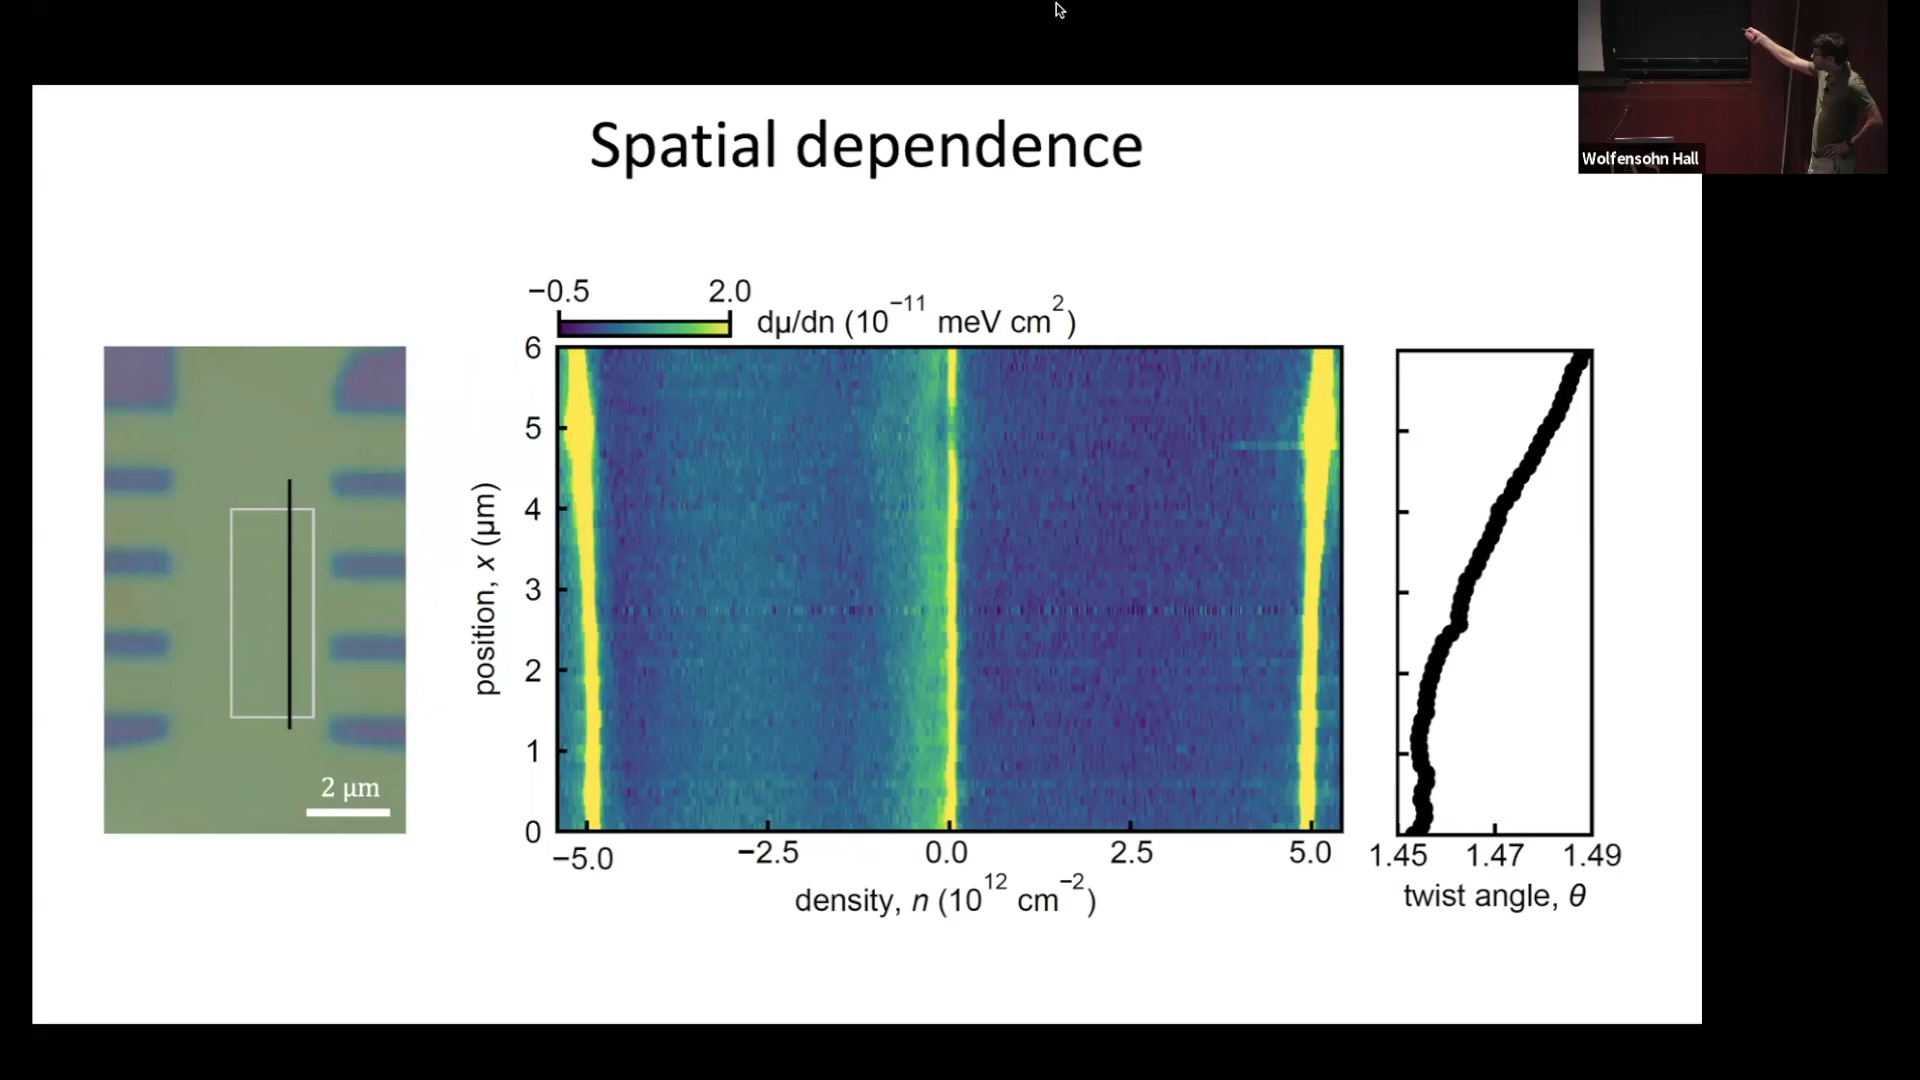 Spatial dependence
Wolfensohn Hall
−0.5 2.0
dμ/dn (10⁻¹¹ meV cm²)
6
5
4
3
2
1
0
position, x (μm)
−5.0 −2.5 0.0 2.5 5.0
density, n (10¹² cm⁻²)
2 μm
1.45 1.47 1.49
twist angle, θ